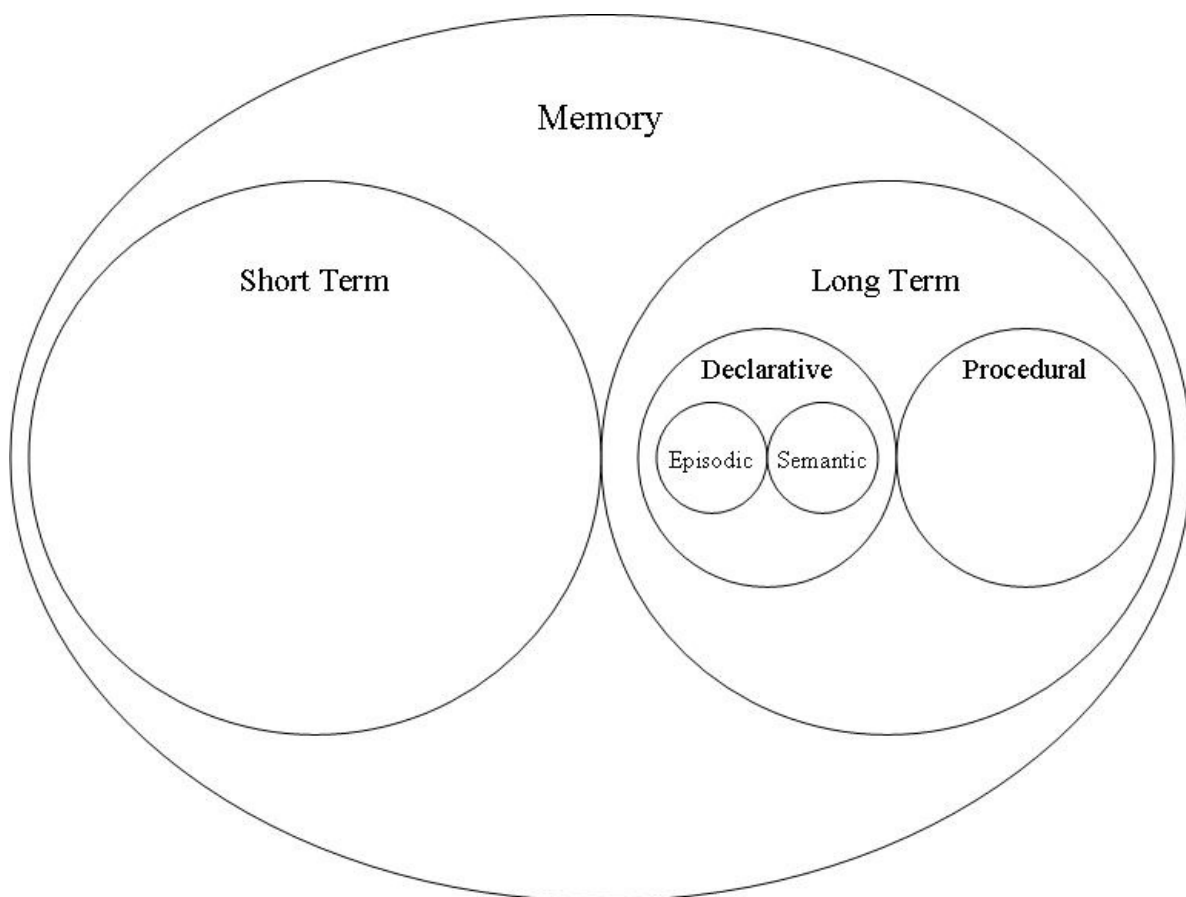 Memory
Short Term
Long Term
Declarative
Procedural
Episodic
Semantic